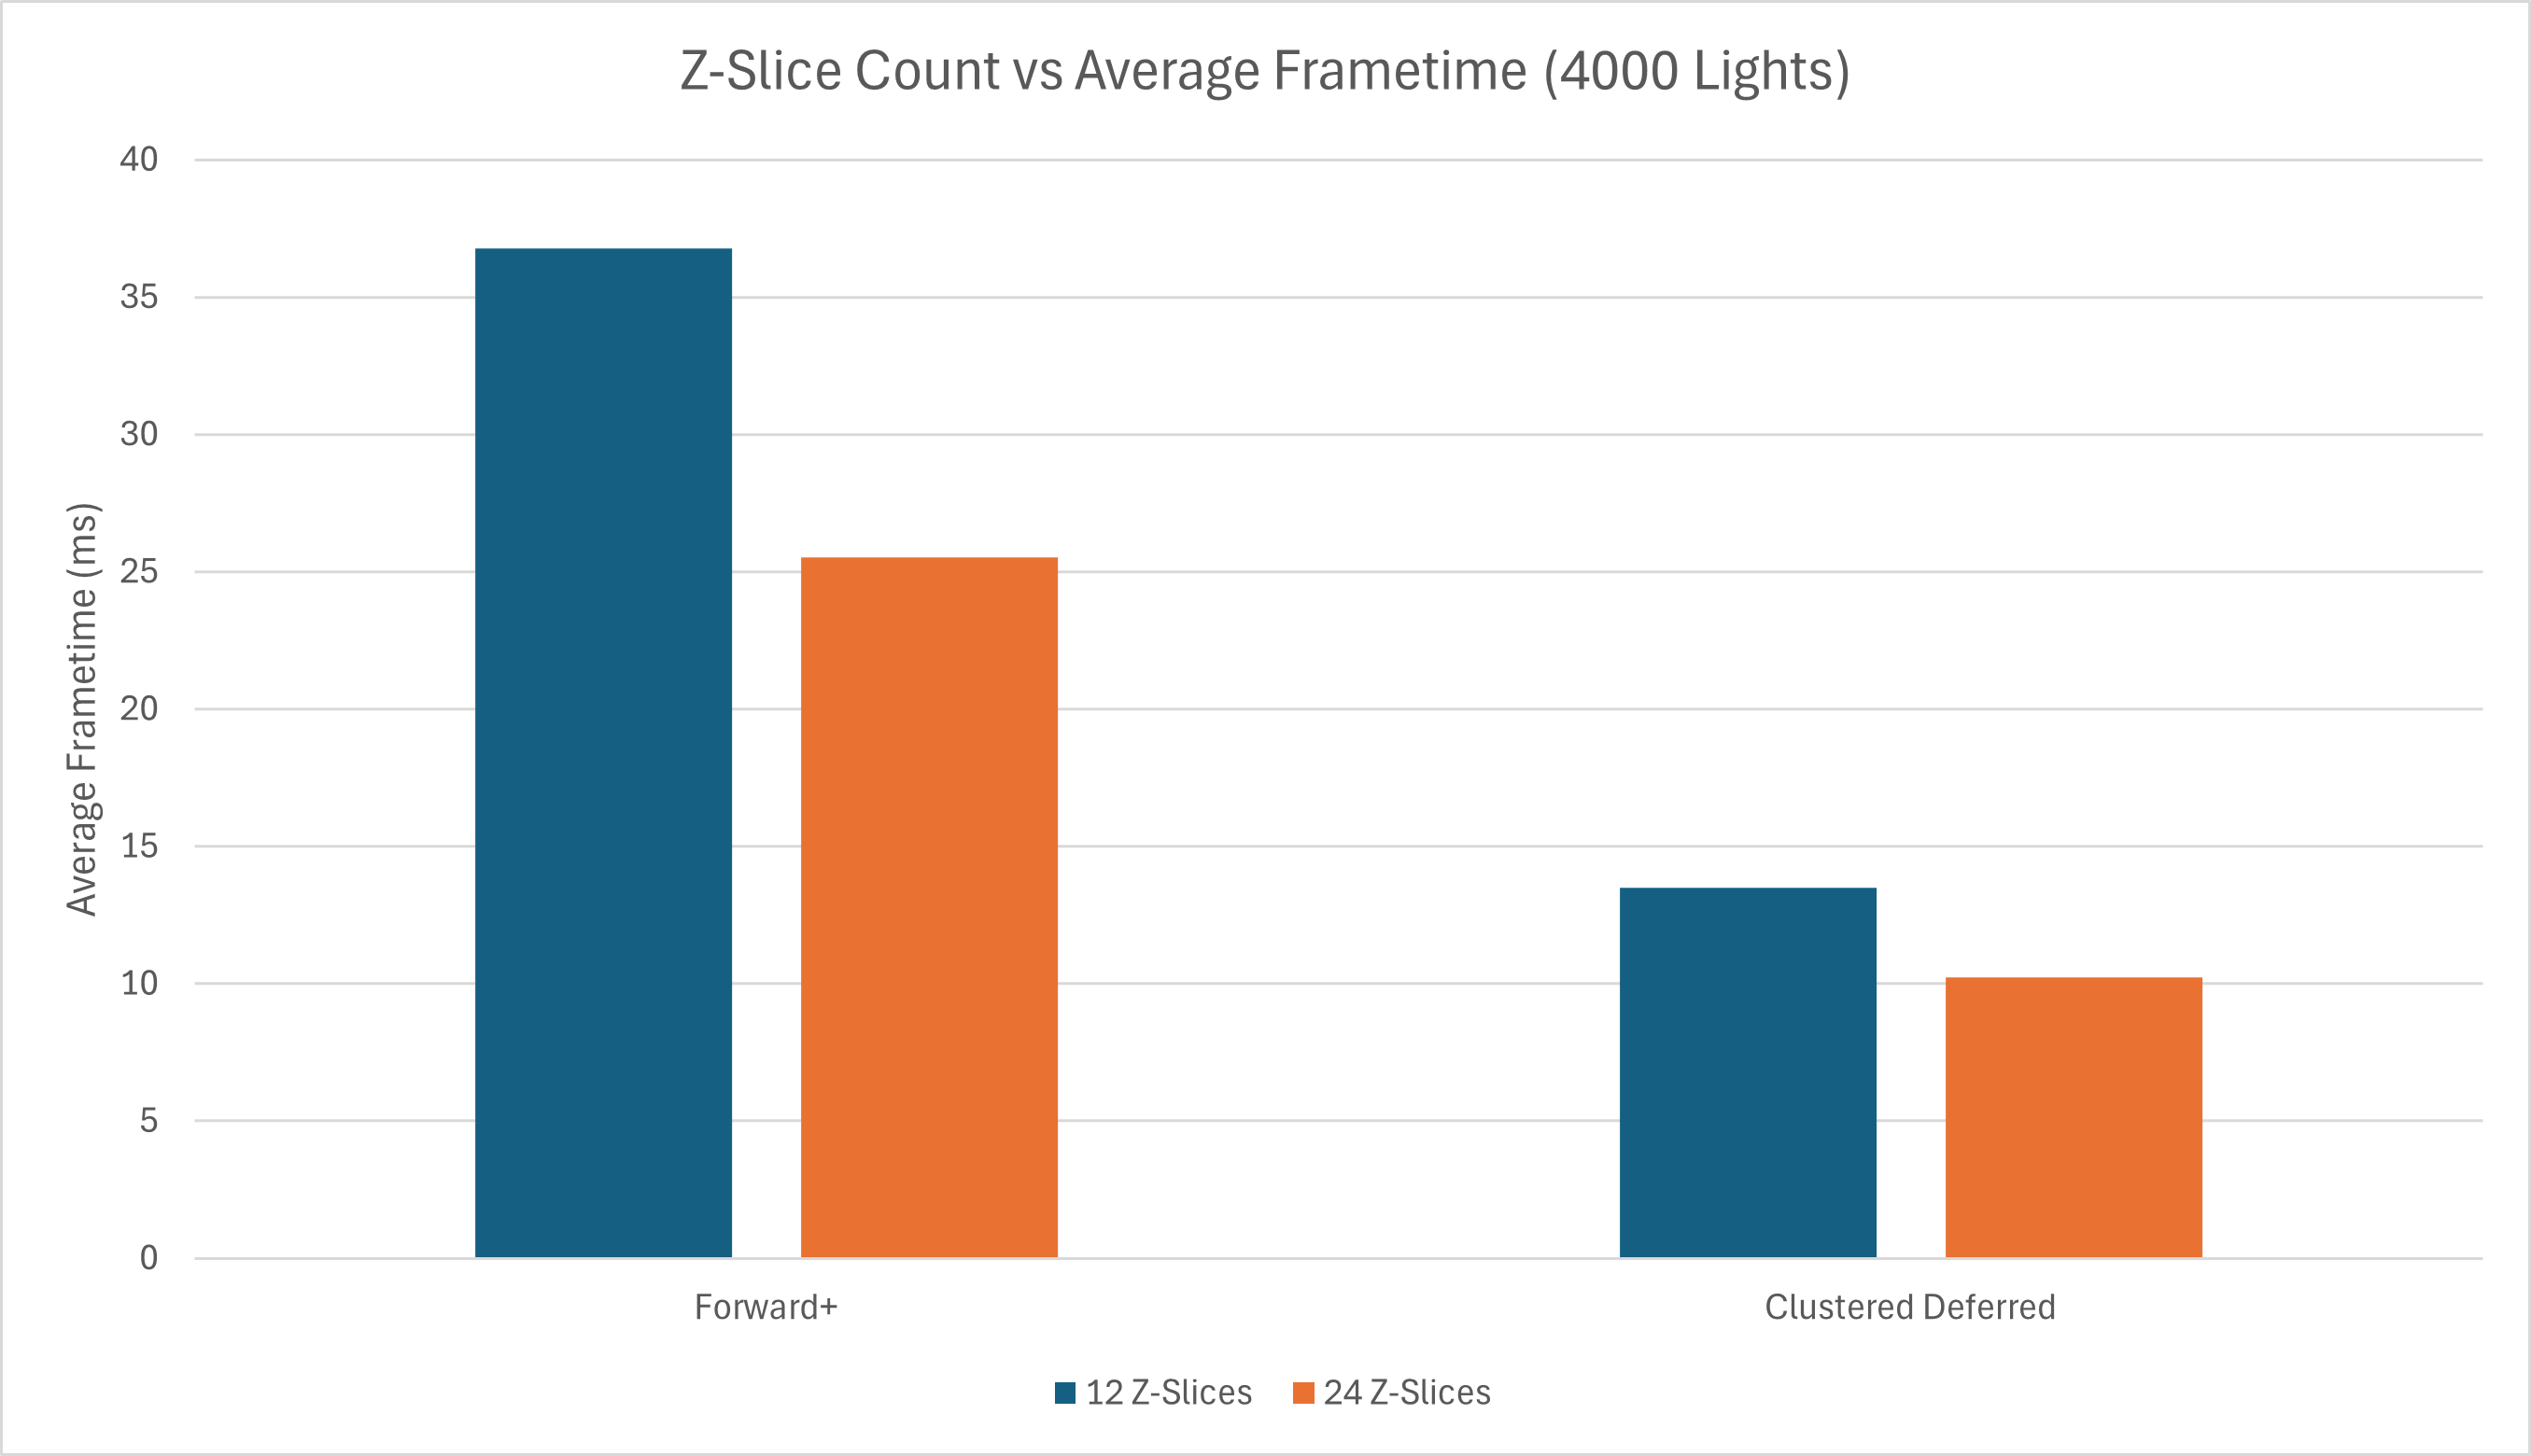 Z-Slice Count vs Average Frametime (4000 Lights)
40
35
30
25
20
15
10
5
0
Average Frametime (ms)
Forward+
Clustered Deferred
12 Z-Slices
24 Z-Slices